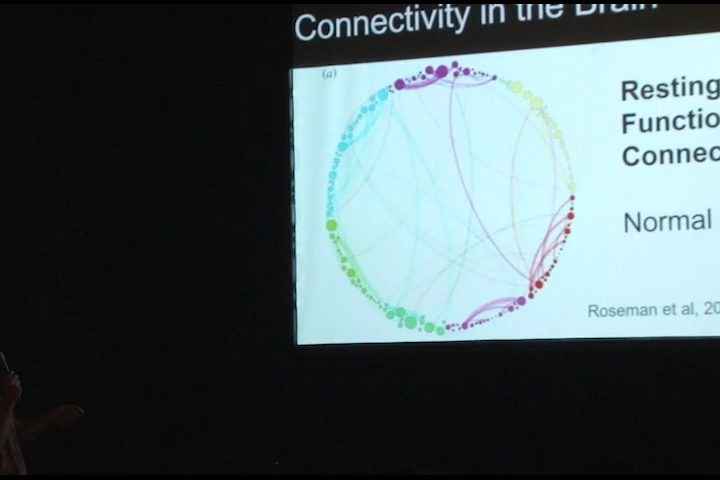 Connectivity in the Brain
(a)
Resting
Functio
Connec
Normal
Roseman et al, 20